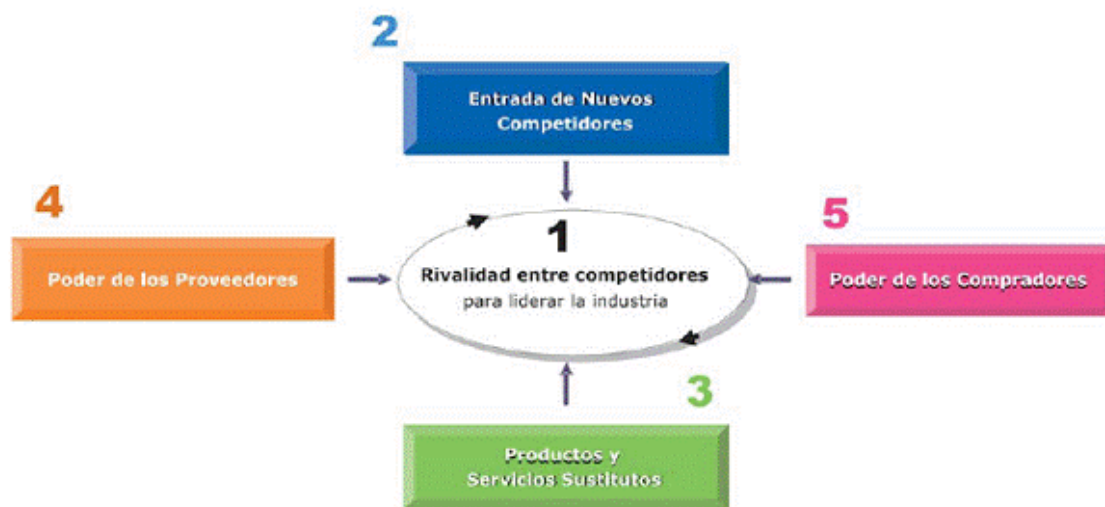 2
Entrada de Nuevos
Competidores
4
Poder de los Proveedores
1
Rivalidad entre competidores
para liderar la industria
5
Poder de los Compradores
3
Productos y
Servicios Sustitutos